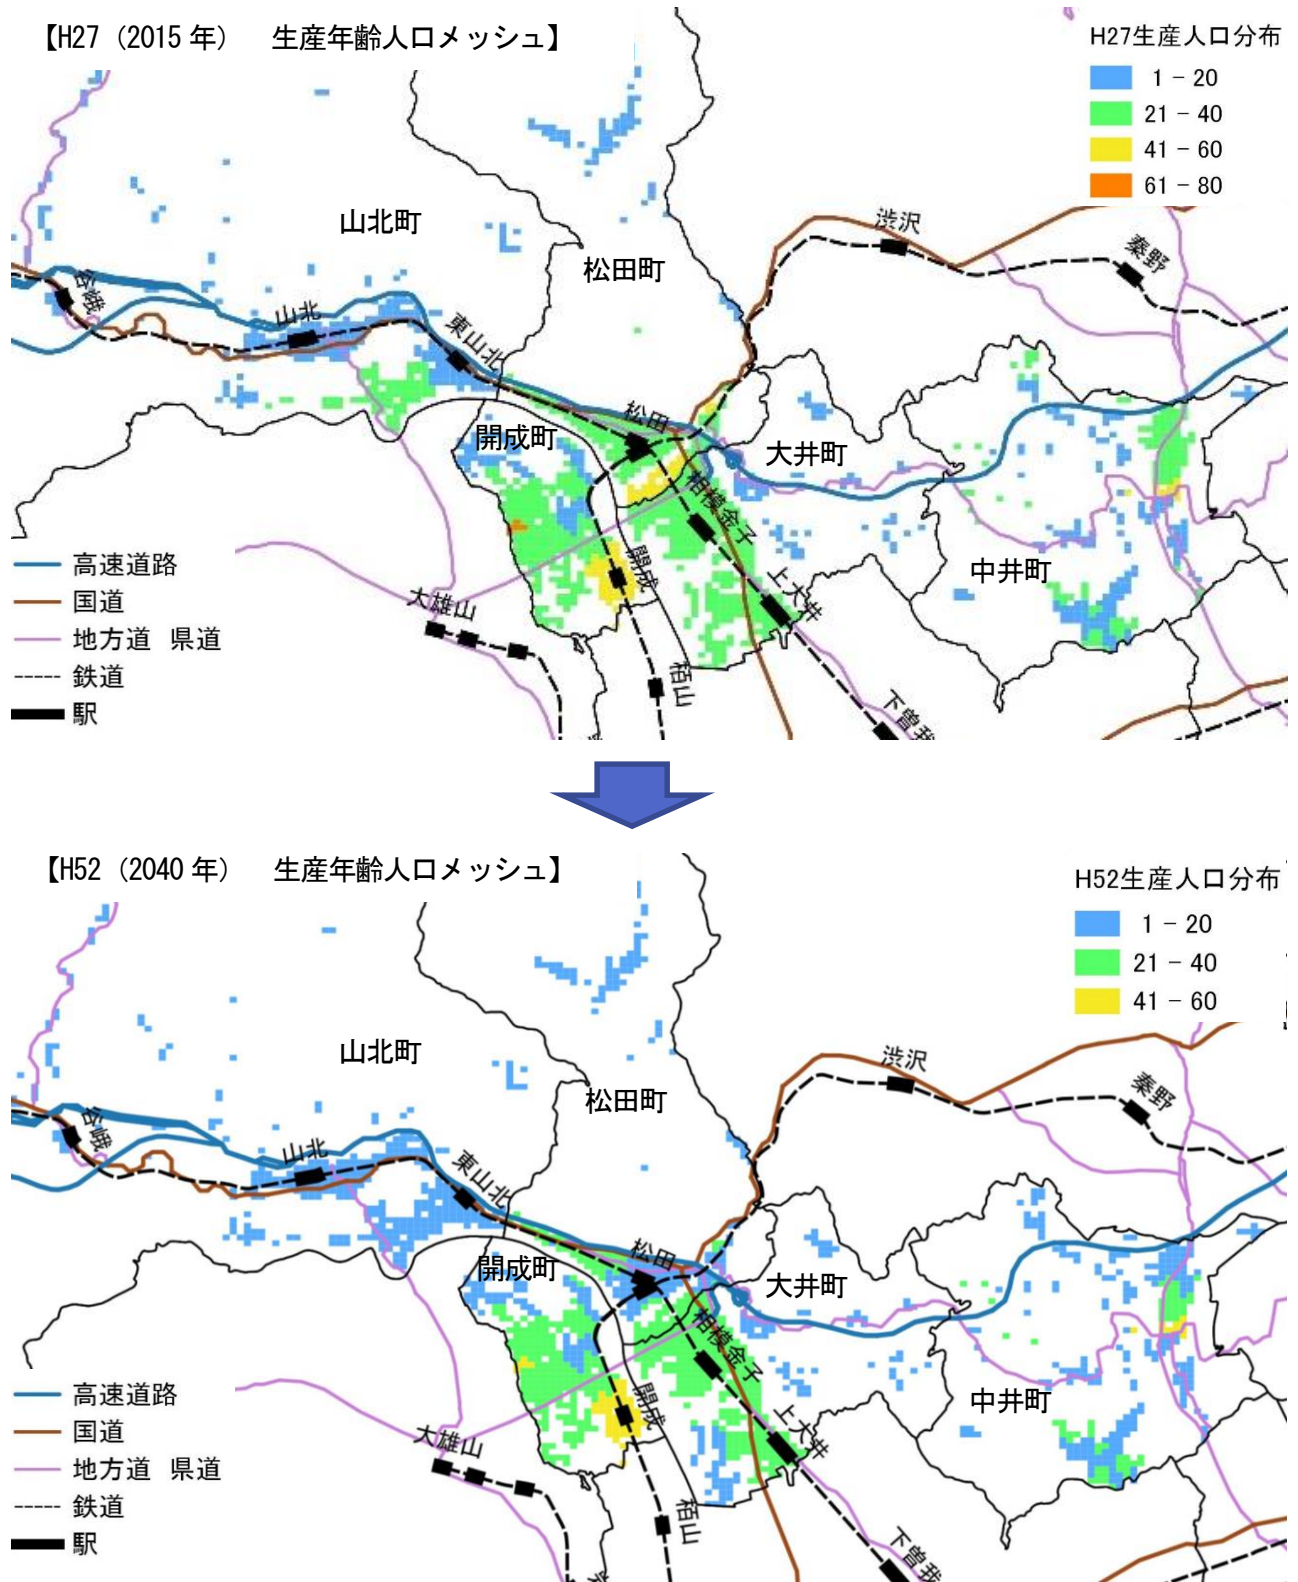 【H27（2015 年）　生産年齢人口メッシュ】
H27生産人口分布
1 － 20
21 － 40
41 － 60
61 － 80
山北町
渋沢
秦野
松田町
谷峨
山北
東山北
松田
開成町
大井町
相模金子
中井町
開成
上大井
大雄山
栢山
下曽我
高速道路
国道
地方道　県道
鉄道
駅
【H52（2040 年）　生産年齢人口メッシュ】
H52生産人口分布
1 － 20
21 － 40
41 － 60
山北町
渋沢
秦野
松田町
谷峨
山北
東山北
松田
開成町
大井町
相模金子
中井町
開成
上大井
大雄山
栢山
下曽我
高速道路
国道
地方道　県道
鉄道
駅